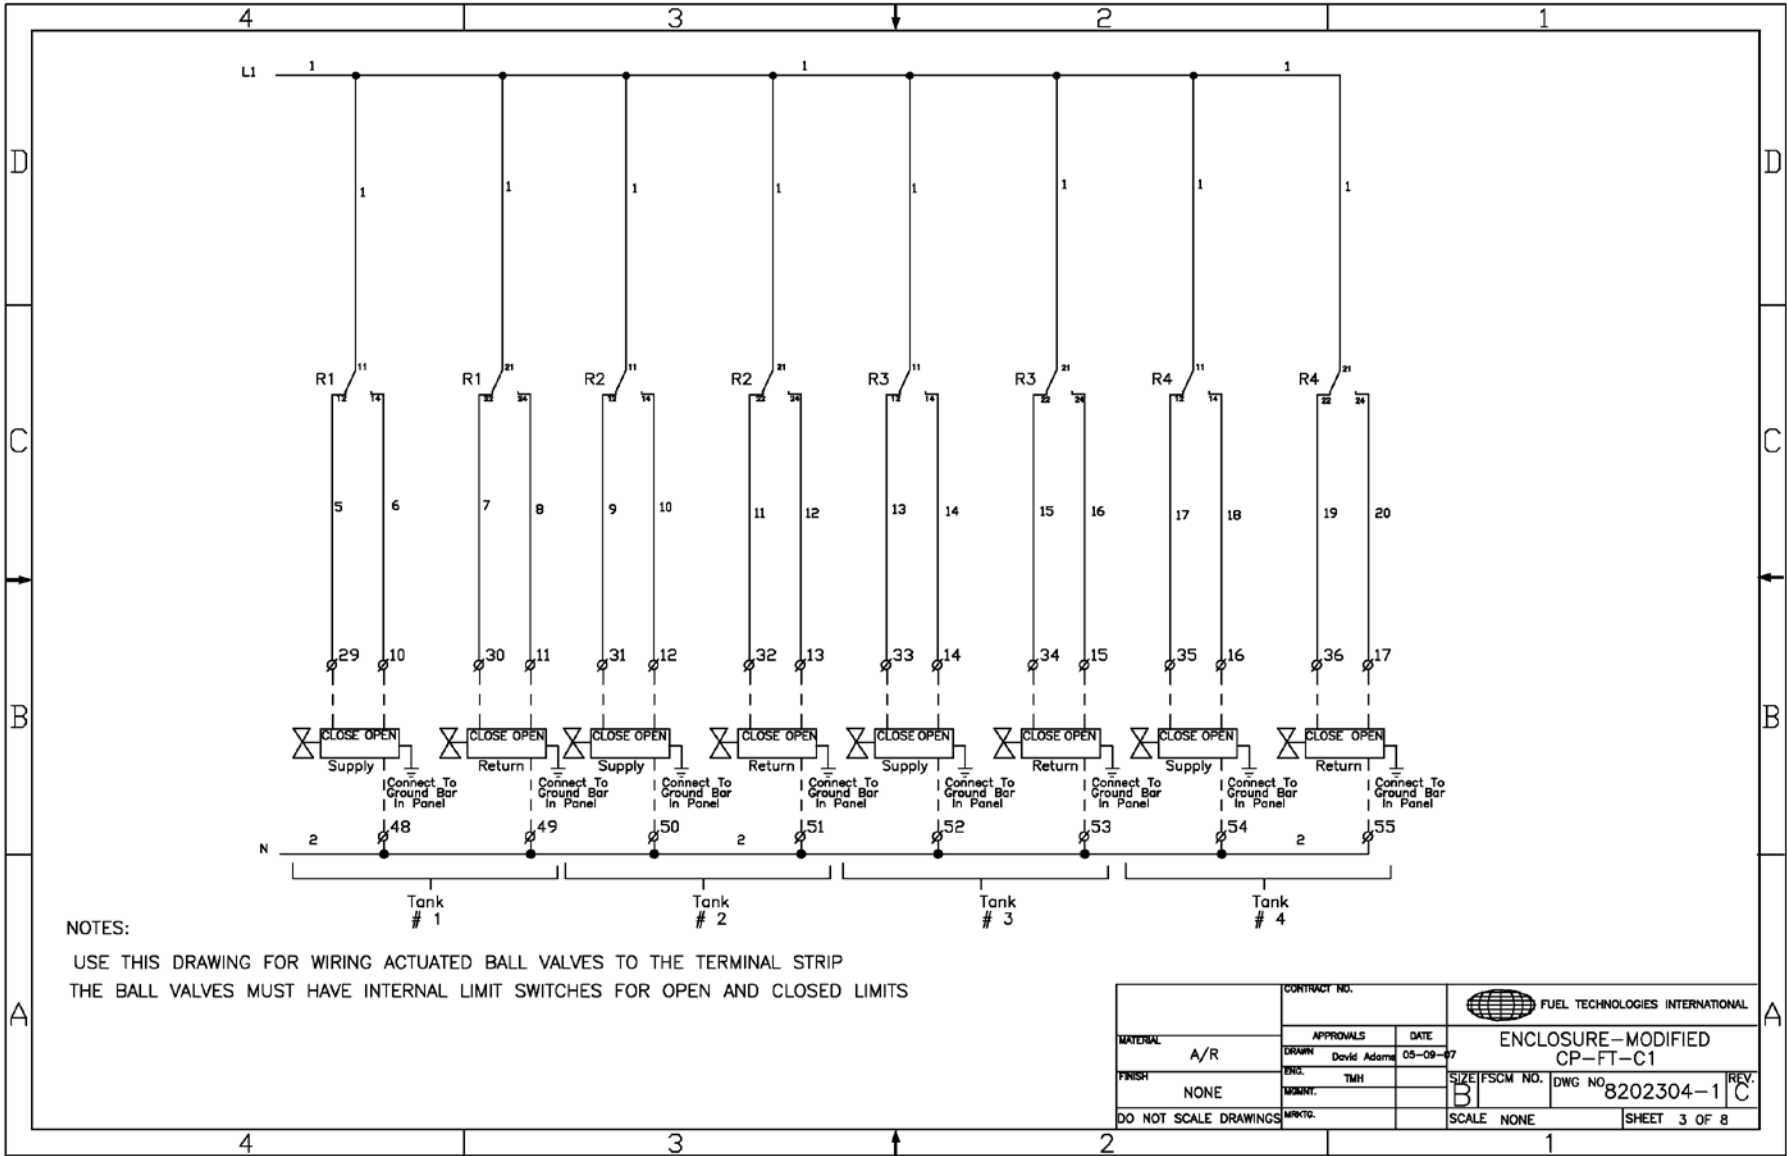 4 3 2 1
L1 1 1 1
D D
1 1 1 1 1 1 1 1
R1 11 R1 21 R2 11 R2 21 R3 11 R3 21 R4 11 R4 21
12 14 22 24 12 14 22 24 12 14 22 24 12 14 22 24
C C
5 6 7 8 9 10 11 12 13 14 15 16 17 18 19 20
29 10 30 11 31 12 32 13 33 14 34 15 35 16 36 17
B B
CLOSE OPEN CLOSE OPEN CLOSE OPEN CLOSE OPEN CLOSE OPEN CLOSE OPEN CLOSE OPEN CLOSE OPEN
Supply Return Supply Return Supply Return Supply Return
Connect To Connect To Connect To Connect To Connect To Connect To Connect To Connect To
Ground Bar Ground Bar Ground Bar Ground Bar Ground Bar Ground Bar Ground Bar Ground Bar
In Panel In Panel In Panel In Panel In Panel In Panel In Panel In Panel
48 49 50 51 52 53 54 55
N 2 2 2
Tank Tank Tank Tank
# 1 # 2 # 3 # 4
NOTES:
USE THIS DRAWING FOR WIRING ACTUATED BALL VALVES TO THE TERMINAL STRIP
THE BALL VALVES MUST HAVE INTERNAL LIMIT SWITCHES FOR OPEN AND CLOSED LIMITS
A A
CONTRACT NO.
FUEL TECHNOLOGIES INTERNATIONAL
MATERIAL
A/R
FINISH
NONE
DO NOT SCALE DRAWINGS
APPROVALS DATE
DRAWN David Adams 05-09-07
ENG. TMH
MGMNT.
MRKTG.
ENCLOSURE-MODIFIED
CP-FT-C1
SIZE B FSCM NO. DWG NO 8202304-1 REV. C
SCALE NONE SHEET 3 OF 8
4 3 2 1